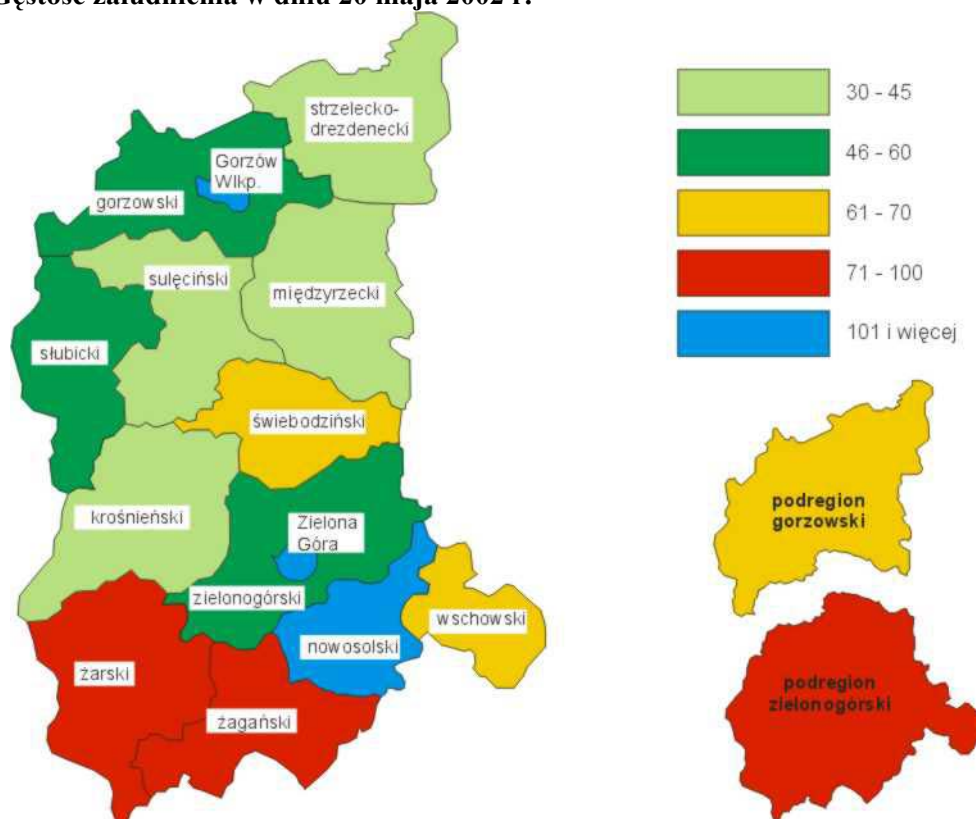 Gęstość zaludnienia w dniu 20 maja 2002 r.
strzelecko-
drezdenecki
Gorzów
Wlkp.
gorzowski
sulęciński
międzyrzecki
słubicki
świebodziński
krośnieński
Zielona
Góra
zielonogórski
wschowski
nowosolski
żarski
żagański
30 - 45
46 - 60
61 - 70
71 - 100
101 i więcej
podregion
gorzowski
podregion
zielonogórski